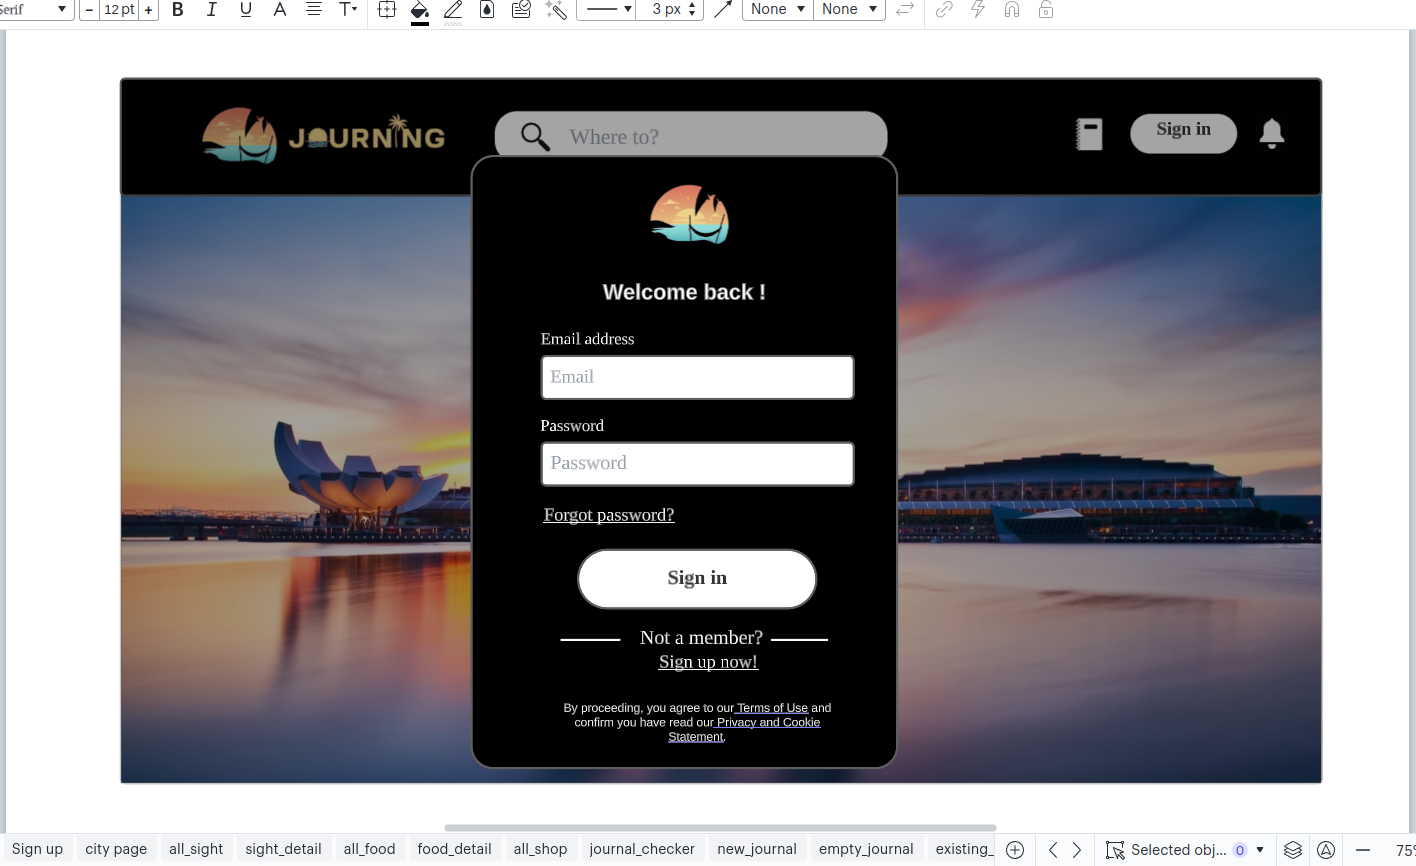 Serif 12 pt B I U A T 3 px None None
JOURNING
Where to?
Sign in
Welcome back !
Email address
Email
Password
Password
Forgot password?
Sign in
Not a member?
Sign up now!
By proceeding, you agree to our Terms of Use and
confirm you have read our Privacy and Cookie
Statement.
Sign up city page all_sight sight_detail all_food food_detail all_shop journal_checker new_journal empty_journal existing_ Selected obj... 0 75%